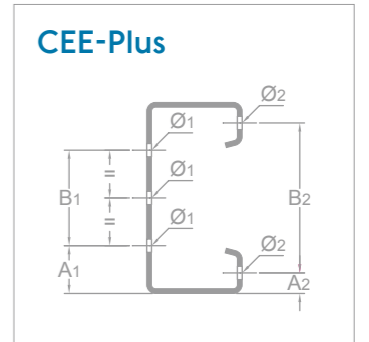 CEE-Plus
Ø2
Ø1
=
B1
Ø1
B2
=
Ø1
Ø2
A1
A2